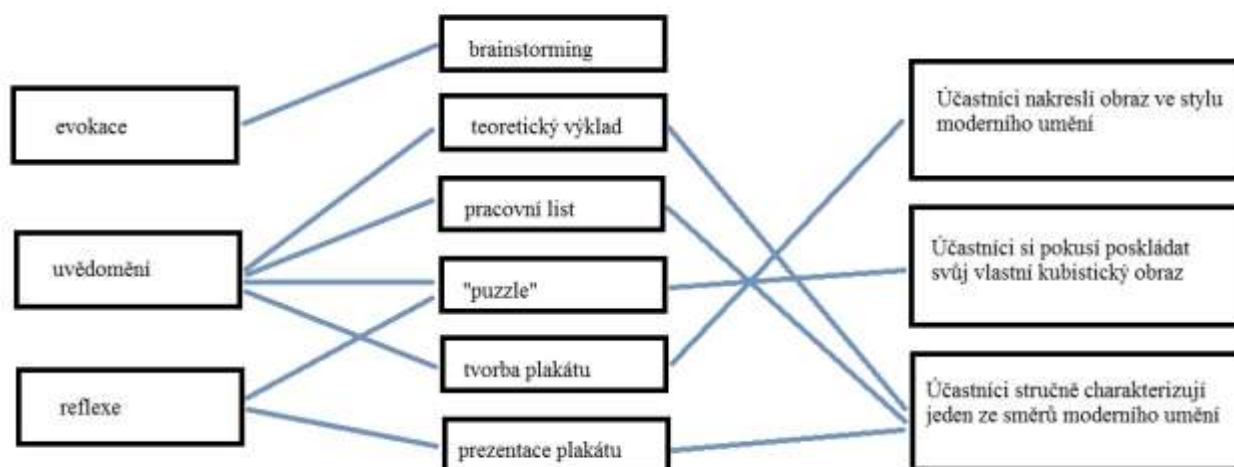 evokace
uvědomění
reflexe
brainstorming
teoretický výklad
pracovní list
"puzzle"
tvorba plakátu
prezentace plakátu
Účastníci nakreslí obraz ve stylu
moderního umění
Účastníci si pokusí poskládat
svůj vlastní kubistický obraz
Účastníci stručně charakterizují
jeden ze směrů moderního umění